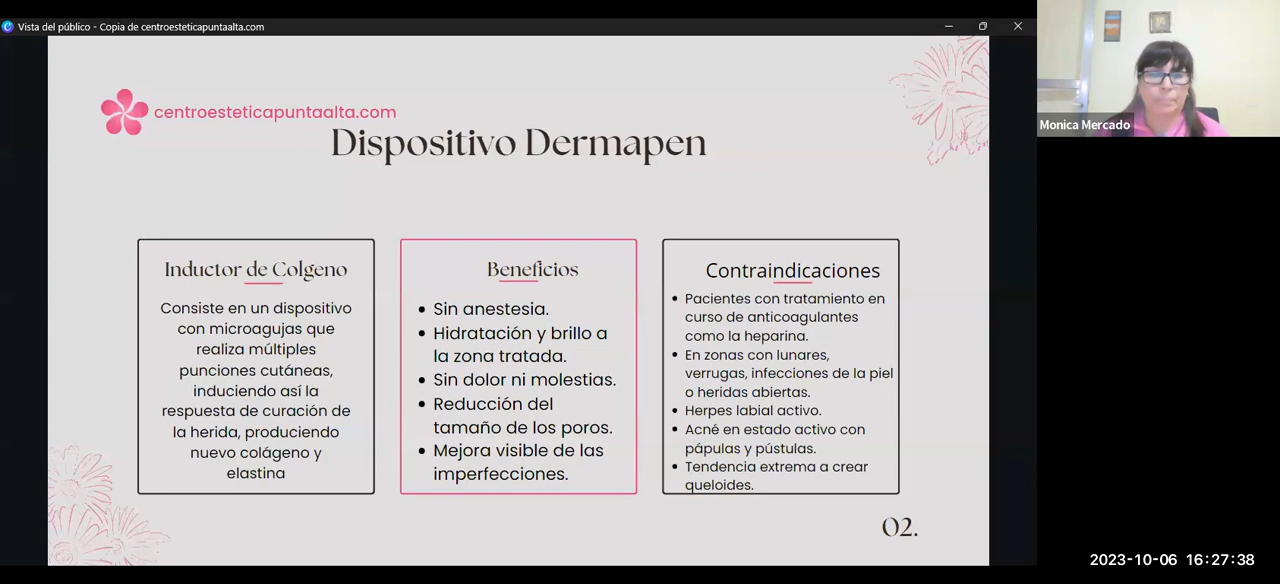 Vista del público - Copia de centroesteticapuntaalta.com
centroesteticapuntaalta.com
Dispositivo Dermapen
Inductor de Colgeno
Consiste en un dispositivo
con microagujas que
realiza múltiples
punciones cutáneas,
induciendo así la
respuesta de curación de
la herida, produciendo
nuevo colágeno y
elastina
Beneficios
• Sin anestesia.
• Hidratación y brillo a
la zona tratada.
• Sin dolor ni molestias.
• Reducción del
tamaño de los poros.
• Mejora visible de las
imperfecciones.
Contraindicaciones
• Pacientes con tratamiento en
curso de anticoagulantes
como la heparina.
• En zonas con lunares,
verrugas, infecciones de la piel
o heridas abiertas.
• Herpes labial activo.
• Acné en estado activo con
pápulas y pústulas.
• Tendencia extrema a crear
queloides.
02.
Monica Mercado
2023-10-06 16:27:38